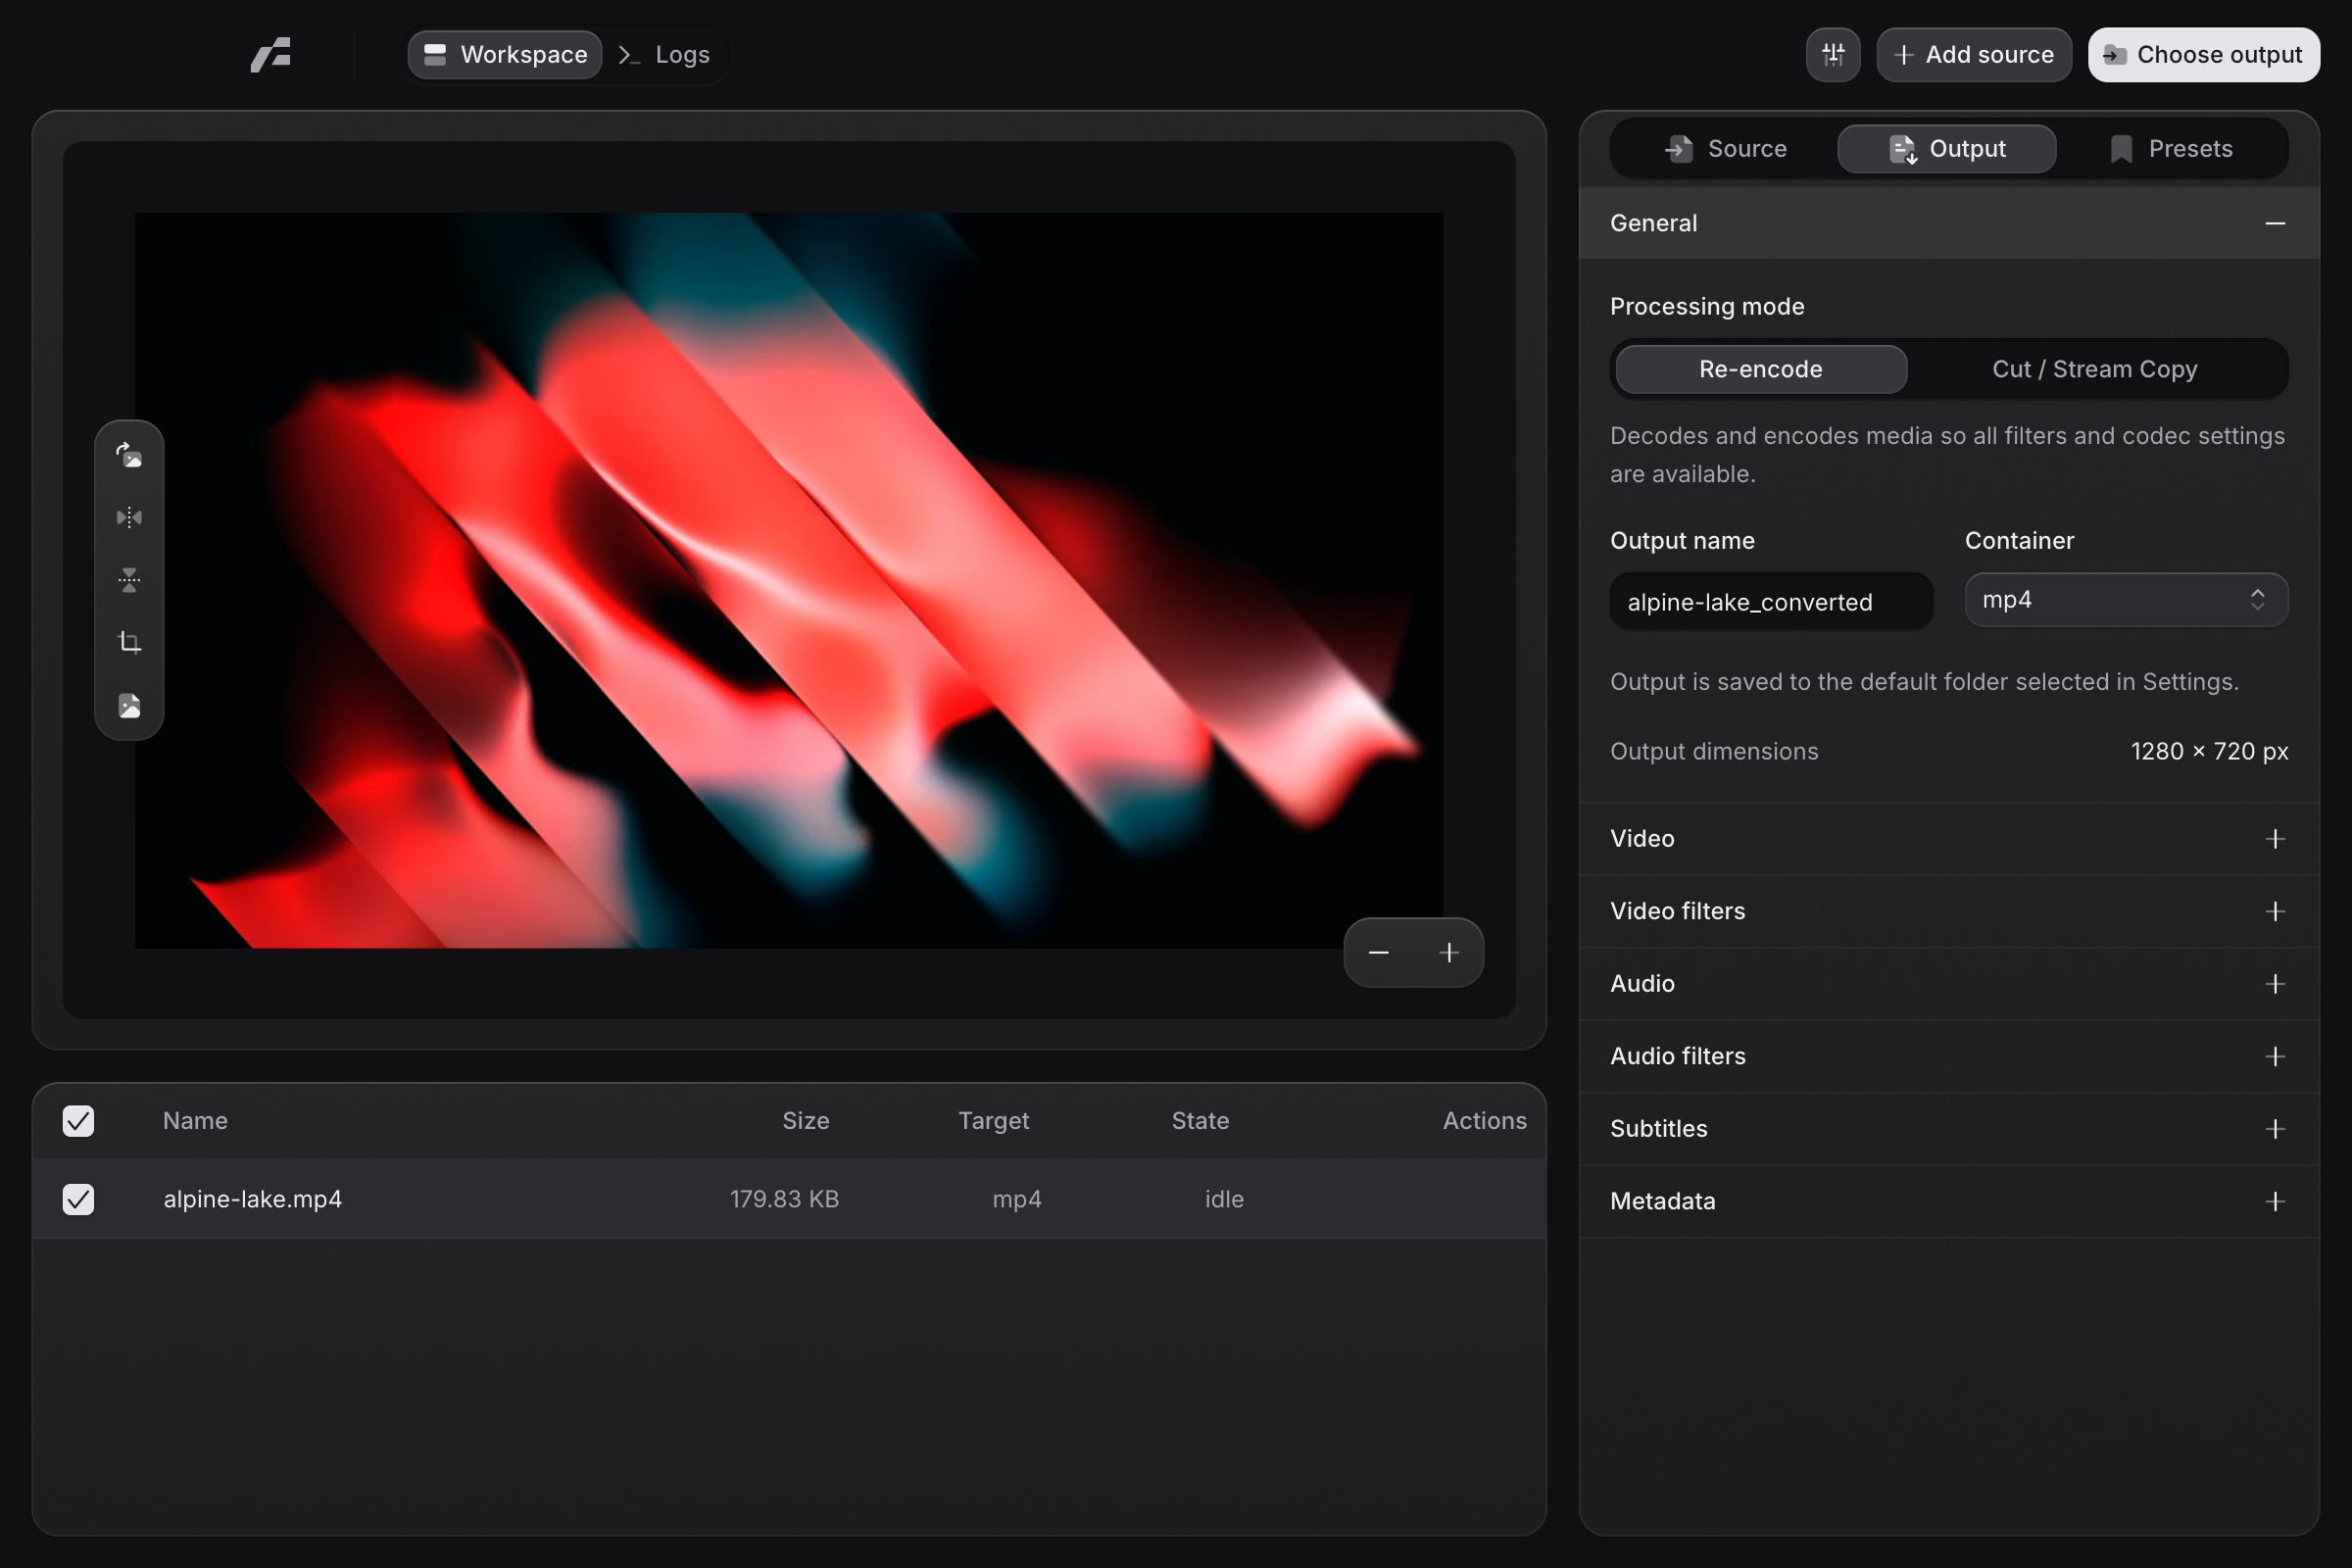 Workspace
Logs
Add source
Choose output
Source
Output
Presets
General
Processing mode
Re-encode
Cut / Stream Copy
Decodes and encodes media so all filters and codec settings
are available.
Output name
Container
alpine-lake_converted
mp4
Output is saved to the default folder selected in Settings.
Output dimensions
1280 × 720 px
Video
Video filters
Audio
Audio filters
Subtitles
Metadata
Name
Size
Target
State
Actions
alpine-lake.mp4
179.83 KB
mp4
idle